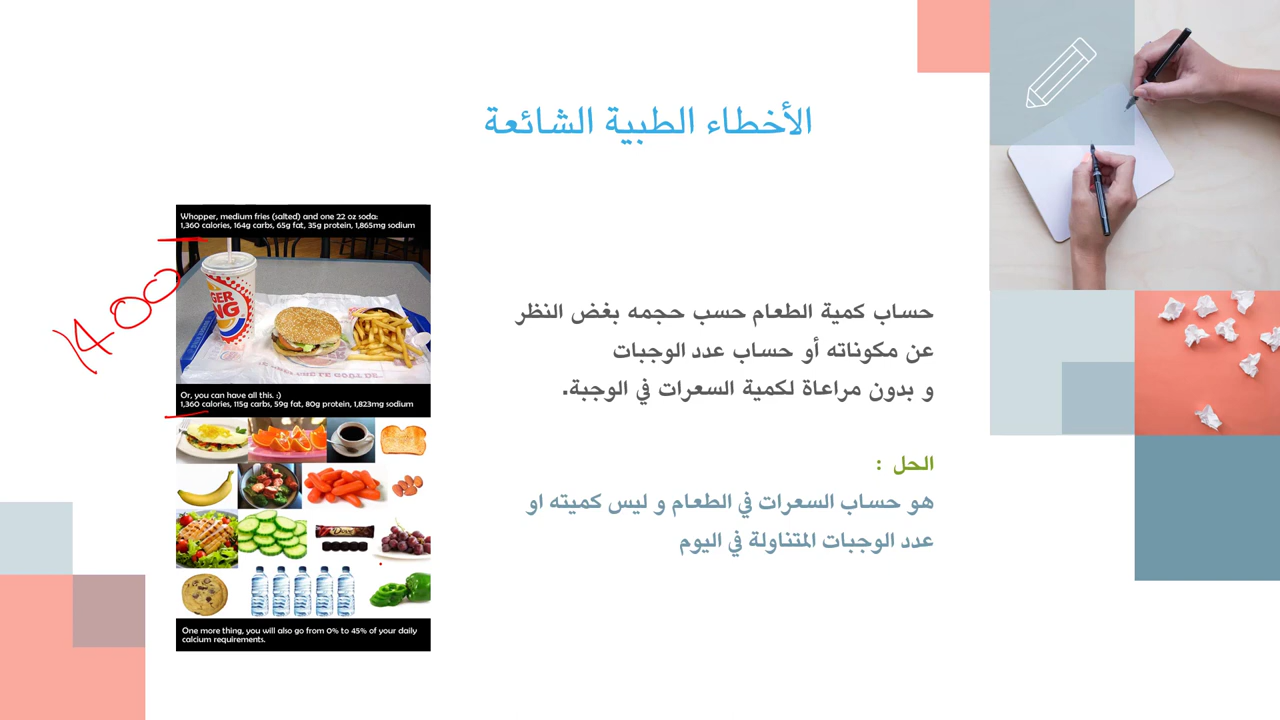 الأخطاء الطبية الشائعة
حساب كمية الطعام حسب حجمه بغض النظر
عن مكوناته أو حساب عدد الوجبات
و بدون مراعاة لكمية السعرات في الوجبة.
الحل :
هو حساب السعرات في الطعام و ليس كميته او
عدد الوجبات المتناولة في اليوم
Whopper, medium fries (salted) and one 22 oz soda:
1,360 calories, 164g carbs, 65g fat, 35g protein, 1,865mg sodium
1400
Or, you can have all this. :)
1,360 calories, 115g carbs, 59g fat, 80g protein, 1,823mg sodium
Dove
One more thing, you will also go from 0% to 45% of your daily
calcium requirements.